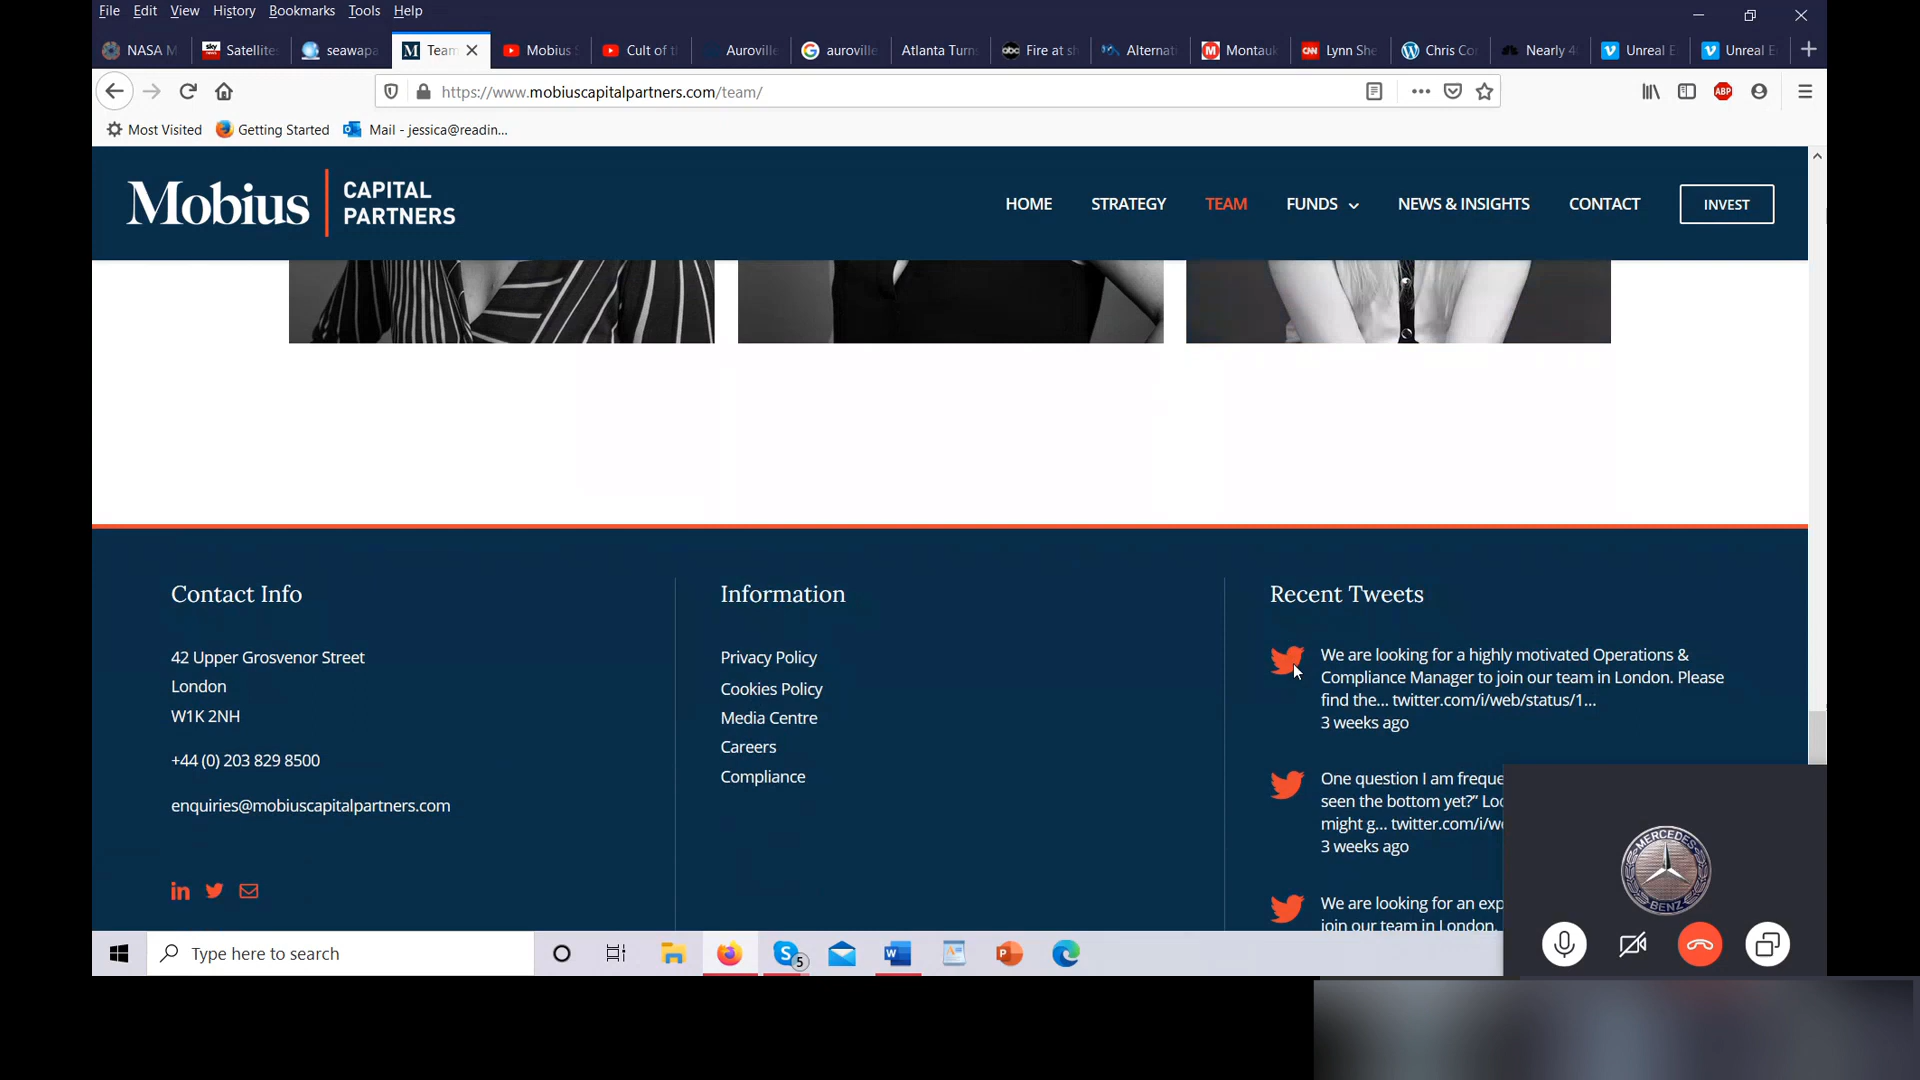 File Edit View History Bookmarks Tools Help
NASA M Satellite seawapa Team Mobius Cult of t Auroville auroville Atlanta Turn Fire at sh Alternat Montauk Lynn She Chris Co Nearly 4 Unreal E Unreal E
https://www.mobiuscapitalpartners.com/team/
ABP
Most Visited Getting Started Mail - jessica@readin...
Mobius CAPITAL
PARTNERS
HOME STRATEGY TEAM FUNDS NEWS & INSIGHTS CONTACT INVEST
Contact Info
42 Upper Grosvenor Street
London
W1K 2NH
+44 (0) 203 829 8500
enquiries@mobiuscapitalpartners.com
Information
Privacy Policy
Cookies Policy
Media Centre
Careers
Compliance
Recent Tweets
We are looking for a highly motivated Operations &
Compliance Manager to join our team in London. Please
find the... twitter.com/i/web/status/1...
3 weeks ago
One question I am freque
seen the bottom yet?” Loo
might g... twitter.com/i/we
3 weeks ago
We are looking for an exp
join our team in London.
MERCEDES
BENZ
Type here to search
5